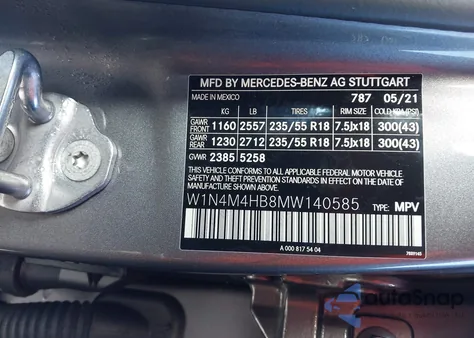 MFD BY MERCEDES-BENZ AG STUTTGART
MADE IN MEXICO 787 05/21
KG LB TIRES RIM SIZE COLD KPA(PSI)
GAWR FRONT 1160 2557 235/55 R18 7.5Jx18 300(43)
GAWR REAR 1230 2712 235/55 R18 7.5Jx18 300(43)
GVWR 2385 5258
THIS VEHICLE CONFORMS TO ALL APPLICABLE FEDERAL MOTOR VEHICLE
SAFETY AND THEFT PREVENTION STANDARDS IN EFFECT ON THE DATE
OF MANUFACTURE SHOWN ABOVE.
W1N4M4HB8MW140585 TYPE: MPV
A 000 817 54 04
autoSnap